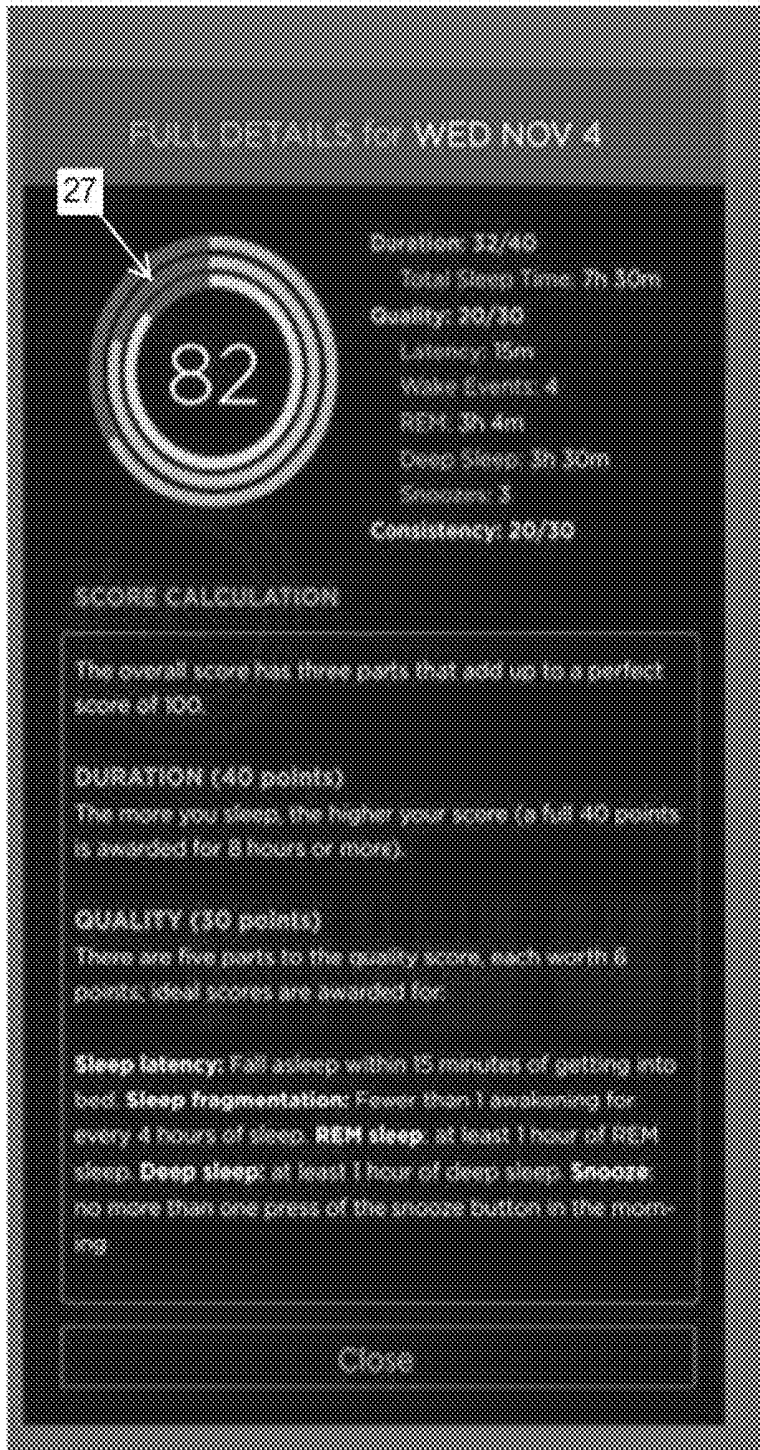 FULL DETAILS for WED NOV 4
27
82
Duration: 32/40
Total Sleep Time: 7h 30m
Quality: 20/30
Latency: 15m
Wake Events: 4
REM: 3h 4m
Deep Sleep: 3h 30m
Snoozes: 3
Consistency: 20/30
SCORE CALCULATION
The overall score has three parts that add up to a perfect
score of 100.
DURATION (40 points)
The more you sleep, the higher your score (a full 40 points
is awarded for 8 hours or more).
QUALITY (30 points)
There are five parts to the quality score, each worth 6
points; ideal scores are awarded for:
Sleep latency: Fall asleep within 15 minutes of getting into
bed. Sleep fragmentation: Fewer than 1 awakening for
every 4 hours of sleep. REM sleep: at least 1 hour of REM
sleep. Deep sleep: at least 1 hour of deep sleep. Snooze:
no more than one press of the snooze button in the morn-
ing.
Close